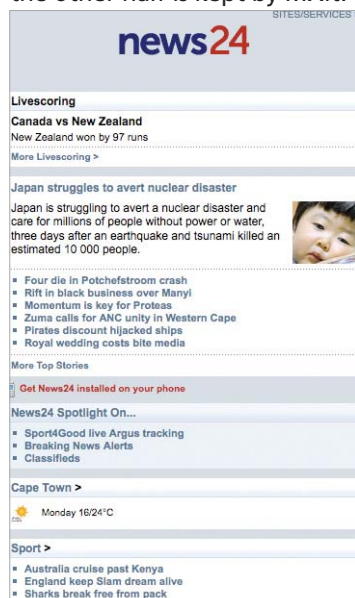 SITES/SERVICES
news24
Livescoring
Canada vs New Zealand
New Zealand won by 97 runs
More Livescoring >
Japan struggles to avert nuclear disaster
Japan is struggling to avert a nuclear disaster and
care for millions of people without power or water,
three days after an earthquake and tsunami killed an
estimated 10 000 people.
Four die in Potchefstroom crash
Rift in black business over Manyi
Momentum is key for Proteas
Zuma calls for ANC unity in Western Cape
Pirates discount hijacked ships
Royal wedding costs bite media
More Top Stories
Get News24 installed on your phone
News24 Spotlight On...
Sport4Good live Argus tracking
Breaking News Alerts
Classifieds
Cape Town >
Monday 16/24°C
Sport >
Australia cruise past Kenya
England keep Slam dream alive
Sharks break free from pack